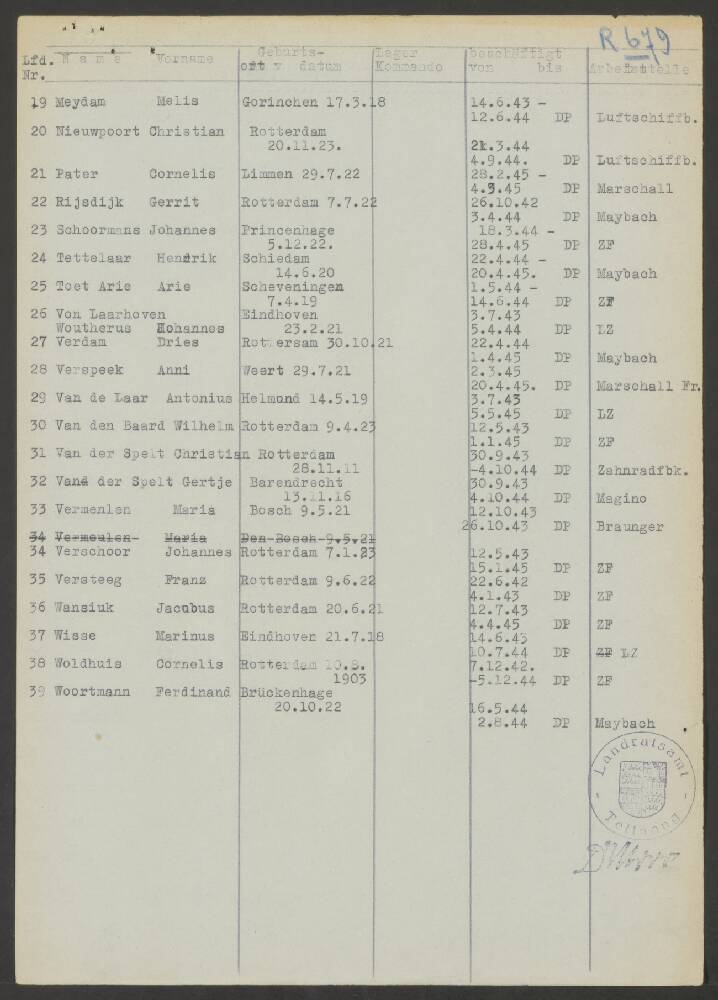 R 679
Lfd. Name Vorname Geburts- Lager beschäftigt
Nr. ort v datum Kommando von bis Arbeitstelle
19 Meydam Melis Gorinchen 17.3.18 14.6.43 -
12.6.44 DP Luftschiffb.
20 Nieuwpoort Christian Rotterdam
20.11.23. 21.3.44
4.9.44. DP Luftschiffb.
21 Pater Cornelis Limmen 29.7.22 28.2.45 -
4.3.45 DP Marschall
22 Rijsdijk Gerrit Rotterdam 7.7.22 26.10.42
3.4.44 DP Maybach
23 Schoormans Johannes Princenhage 18.3.44 -
5.12.22. 28.4.45 DP ZF
24 Tettelaar Hendrik Schiedam 22.4.44 -
14.6.20 20.4.45. DP Maybach
25 Toet Arie Arie Scheveningen 1.5.44 -
7.4.19 14.6.44 DP ZF
26 Von Laarhoven Eindhoven 3.7.43
Woutherus Hohannes 23.2.21 5.4.44 DP LZ
27 Verdam Dries Rottersam 30.10.21 22.4.44
1.4.45 DP Maybach
28 Verspeek Anni Weert 29.7.21 2.3.45
20.4.45. DP Marschall Fr.
29 Van de Laar Antonius Helmond 14.5.19 3.7.43
5.5.45 DP LZ
30 Van den Baard Wilhelm Rotterdam 9.4.23 12.5.43
1.1.45 DP ZF
31 Van der Spelt Christian Rotterdam 30.9.43
28.11.11 -4.10.44 DP Zahnradfbk.
32 Vand der Spelt Gertje Barendrecht 30.9.43
13.11.16 4.10.44 DP Magino
33 Vermenlen Maria Bosch 9.5.21 12.10.43
26.10.43 DP Braunger
34 Vermeulen- Maria Den Bosch 9.5.21
34 Verschoor Johannes Rotterdam 7.1.23 12.5.43
15.1.45 DP ZF
35 Versteeg Franz Rotterdam 9.6.22 22.6.42
4.1.43 DP ZF
36 Wansiuk Jacobus Rotterdam 20.6.21 12.7.43
4.4.45 DP ZF
37 Wisse Marinus Eindhoven 21.7.18 14.6.43
10.7.44 DP ZF LZ
38 Woldhuis Cornelis Rotterdam 10.8. 7.12.42.
1903 -5.12.44 DP ZF
39 Woortmann Ferdinand Brückenhage
20.10.22 16.5.44
2.8.44 DP Maybach
Landratsamt
Tettnang